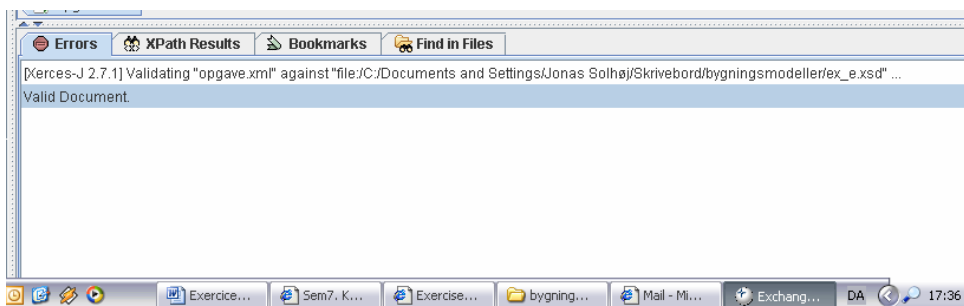 Errors XPath Results Bookmarks Find in Files
[Xerces-J 2.7.1] Validating "opgave.xml" against "file:/C:/Documents and Settings/Jonas Solhøj/Skrivebord/bygningsmodeller/ex_e.xsd" ...
Valid Document.
Exercice... Sem7. K... Exercise... bygning... Mail - Mi... Exchang... DA 17:36